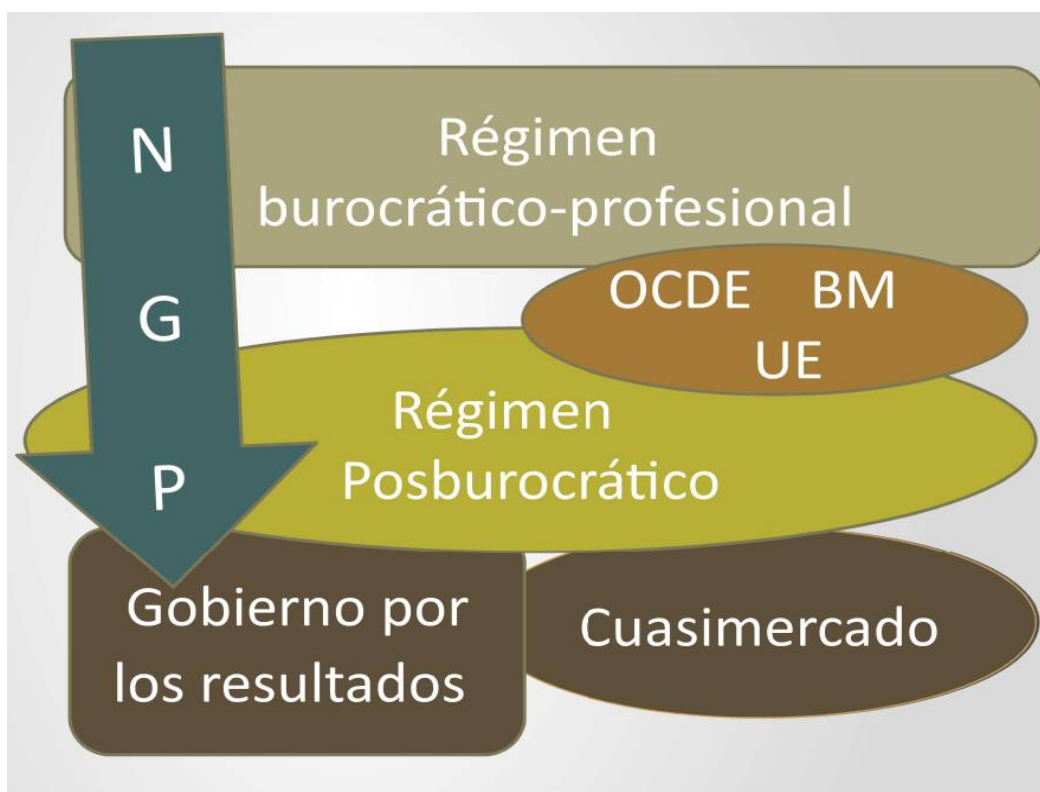 N
G
P
Régimen
burocrático-profesional
OCDE BM
UE
Régimen
Posburocrático
Gobierno por
los resultados
Cuasimercado